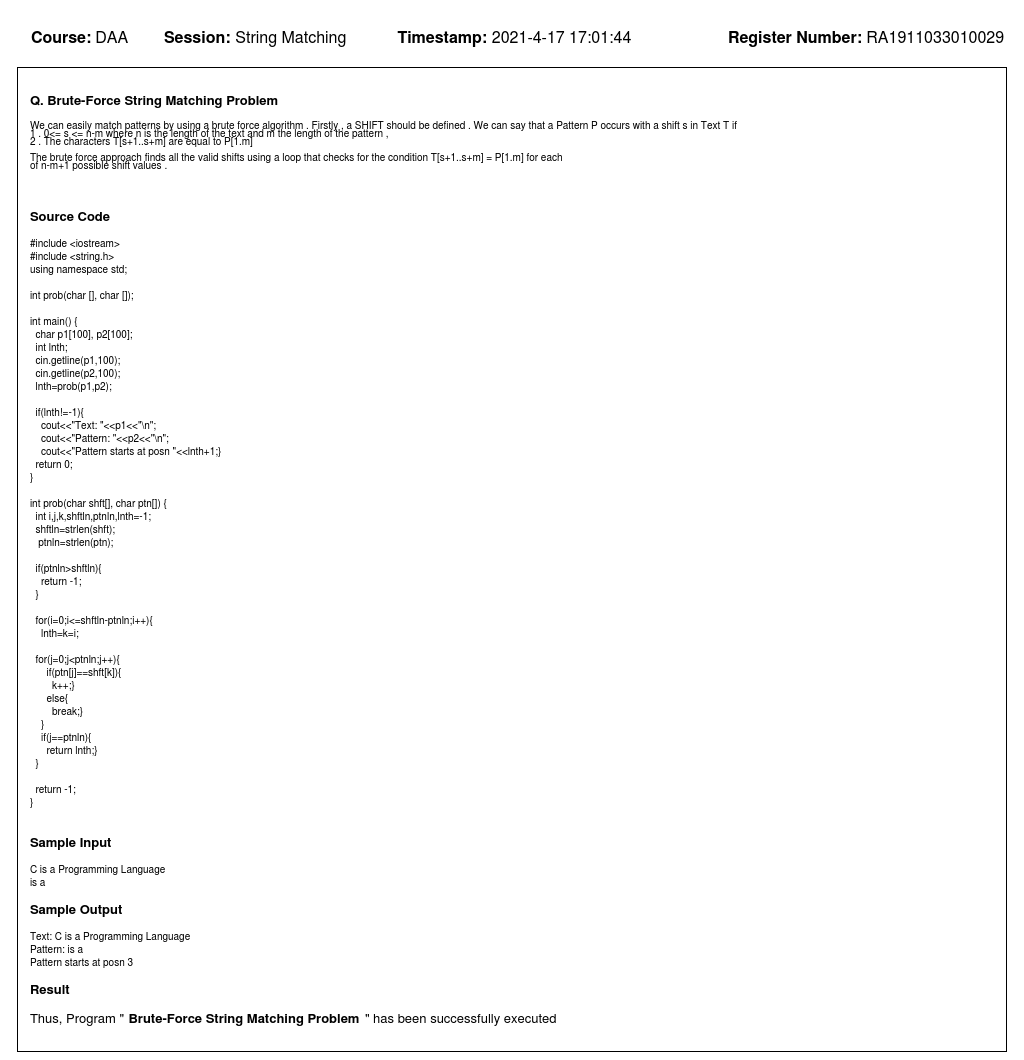 Course: DAA Session: String Matching Timestamp: 2021-4-17 17:01:44 Register Number: RA1911033010029
Q. Brute-Force String Matching Problem
We can easily match patterns by using a brute force algorithm . Firstly , a SHIFT should be defined . We can say that a Pattern P occurs with a shift s in Text T if
1 . 0<= s <= n-m where n is the length of the text and m the length of the pattern ,
2 . The characters T[s+1..s+m] are equal to P[1.m]
The brute force approach finds all the valid shifts using a loop that checks for the condition T[s+1..s+m] = P[1.m] for each
of n-m+1 possible shift values .
Source Code
#include <iostream>
#include <string.h>
using namespace std;
int prob(char [], char []);
int main() {
char p1[100], p2[100];
int lnth;
cin.getline(p1,100);
cin.getline(p2,100);
lnth=prob(p1,p2);
if(lnth!=-1){
cout<<"Text: "<<p1<<"\n";
cout<<"Pattern: "<<p2<<"\n";
cout<<"Pattern starts at posn "<<lnth+1;}
return 0;
}
int prob(char shft[], char ptn[]) {
int i,j,k,shftln,ptnln,lnth=-1;
shftln=strlen(shft);
ptnln=strlen(ptn);
if(ptnln>shftln){
return -1;
}
for(i=0;i<=shftln-ptnln;i++){
lnth=k=i;
for(j=0;j<ptnln;j++){
if(ptn[j]==shft[k]){
k++;}
else{
break;}
}
if(j==ptnln){
return lnth;}
}
return -1;
}
Sample Input
C is a Programming Language
is a
Sample Output
Text: C is a Programming Language
Pattern: is a
Pattern starts at posn 3
Result
Thus, Program " Brute-Force String Matching Problem " has been successfully executed